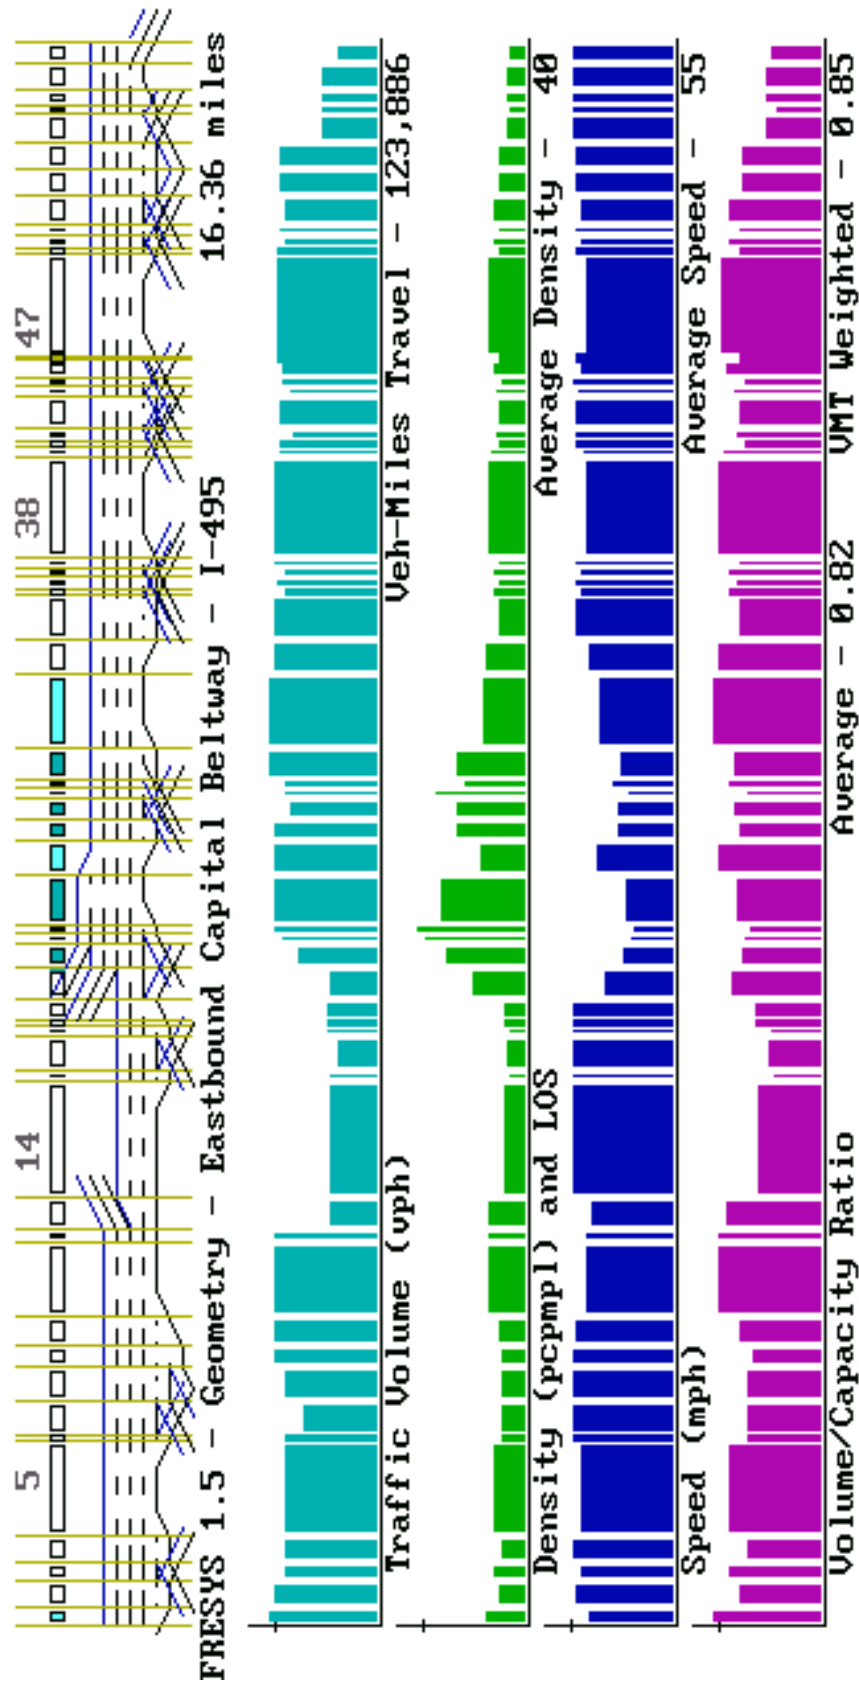 5 14 38 47
FRESYS 1.5 - Geometry - Eastbound Capital Beltway - I-495 16.36 miles
Traffic Volume (vph) Veh-Miles Travel - 123,886
Density (pcpmpl) and LOS Average Density - 40
Speed (mph) Average Speed - 55
Volume/Capacity Ratio Average - 0.82 VMT Weighted - 0.85